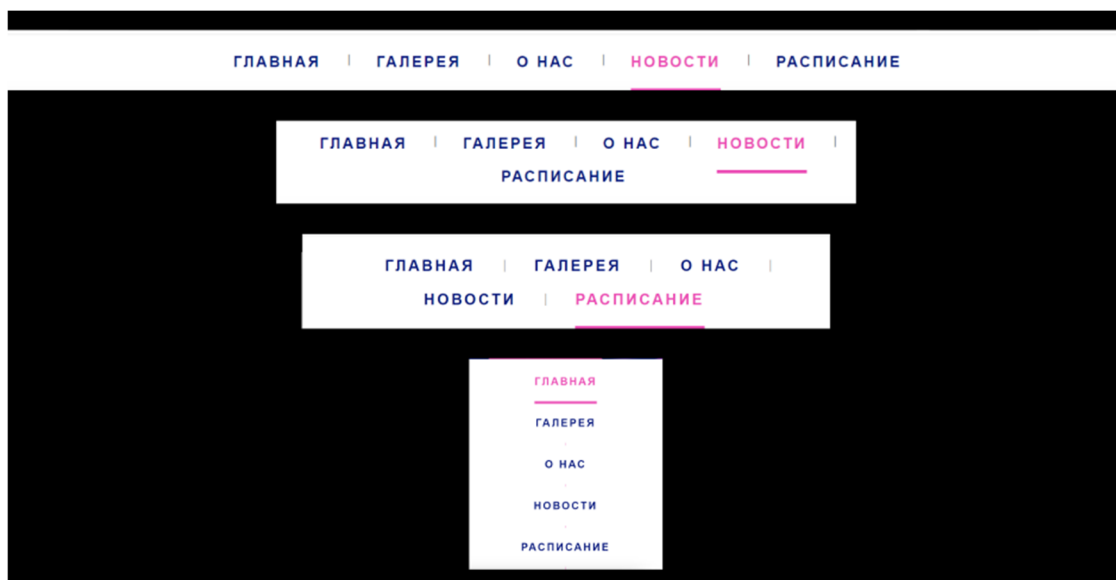 ГЛАВНАЯ | ГАЛЕРЕЯ | О НАС | НОВОСТИ | РАСПИСАНИЕ
ГЛАВНАЯ | ГАЛЕРЕЯ | О НАС | НОВОСТИ |
РАСПИСАНИЕ
ГЛАВНАЯ | ГАЛЕРЕЯ | О НАС |
НОВОСТИ | РАСПИСАНИЕ
ГЛАВНАЯ
ГАЛЕРЕЯ
О НАС
НОВОСТИ
РАСПИСАНИЕ